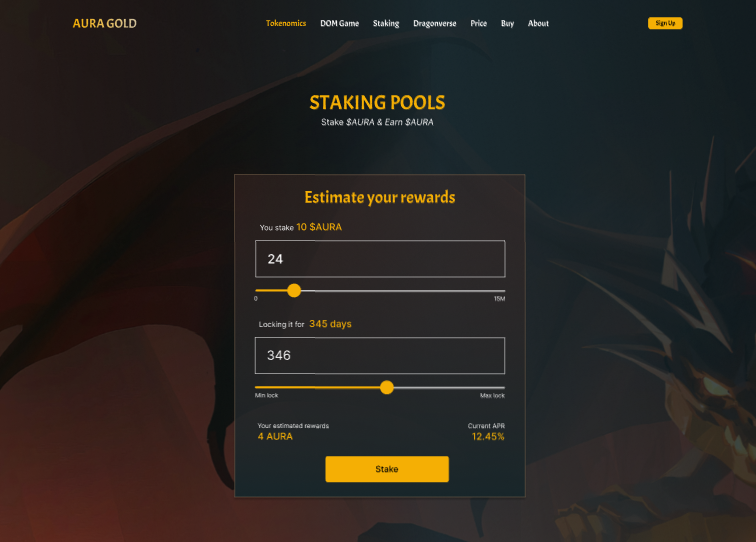 AURA GOLD
Tokenomics DOM Game Staking Dragonverse Price Buy About
Sign Up
STAKING POOLS
Stake $AURA & Earn $AURA
Estimate your rewards
You stake 10 $AURA
24
0 15M
Locking it for 345 days
346
Min lock Max lock
Your estimated rewards Current APR
4 AURA 12.45%
Stake